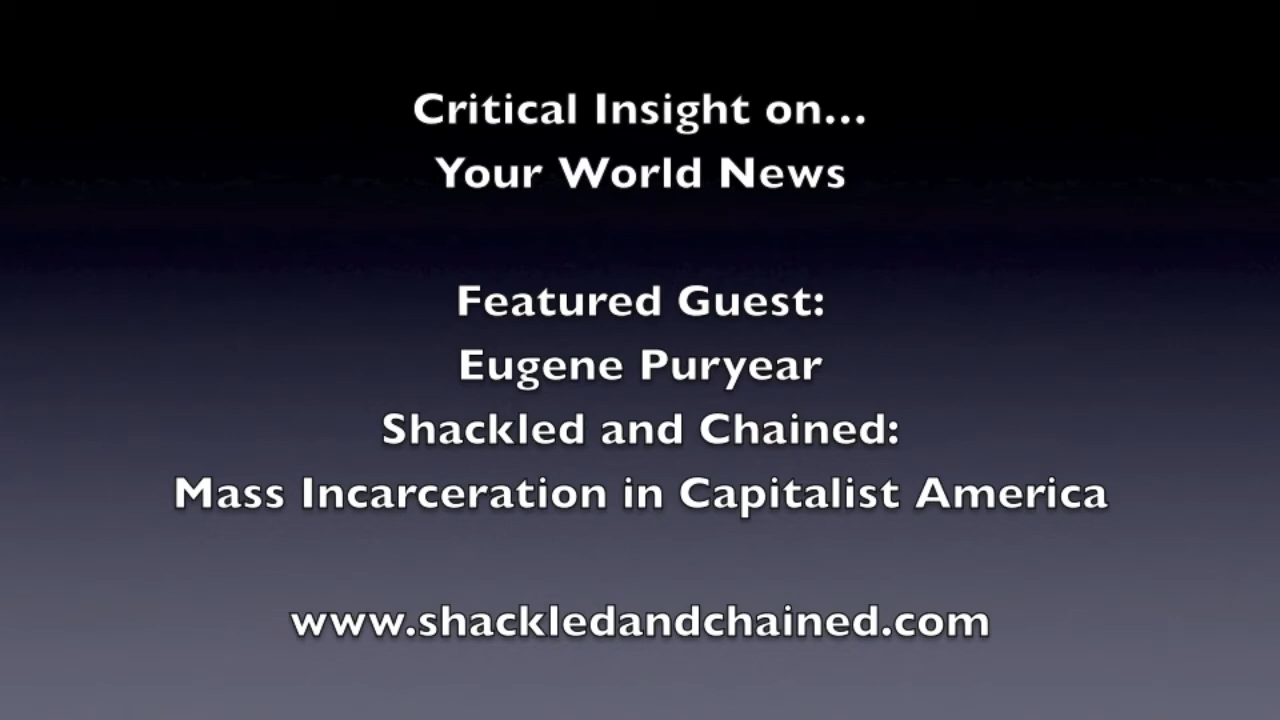 Critical Insight on...
Your World News
Featured Guest:
Eugene Puryear
Shackled and Chained:
Mass Incarceration in Capitalist America
www.shackledandchained.com